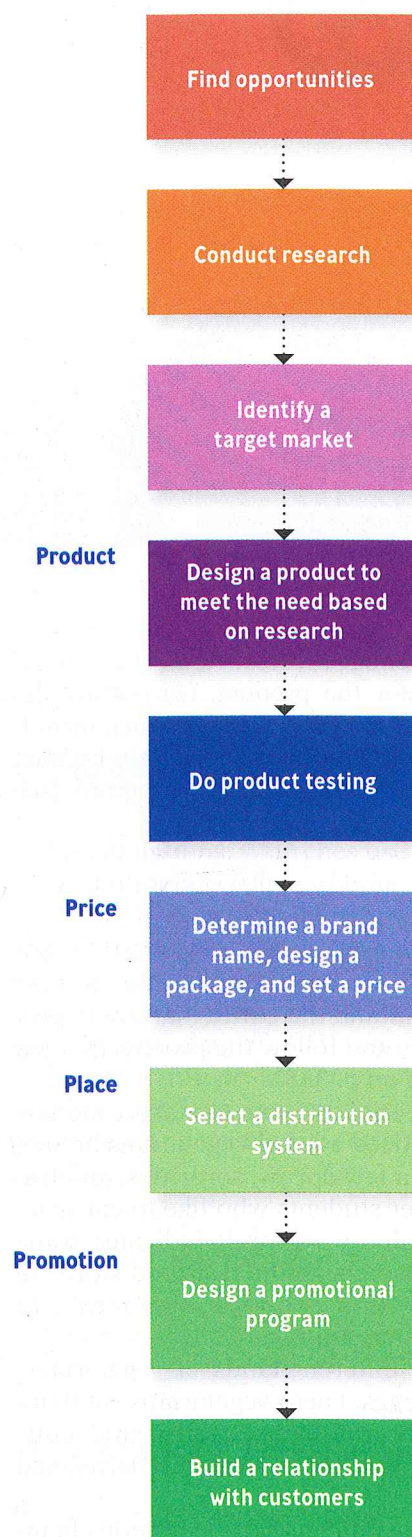 Find opportunities
Conduct research
Identify a
target market
Product
Design a product to
meet the need based
on research
Do product testing
Price
Determine a brand
name, design a
package, and set a price
Place
Select a distribution
system
Promotion
Design a promotional
program
Build a relationship
with customers